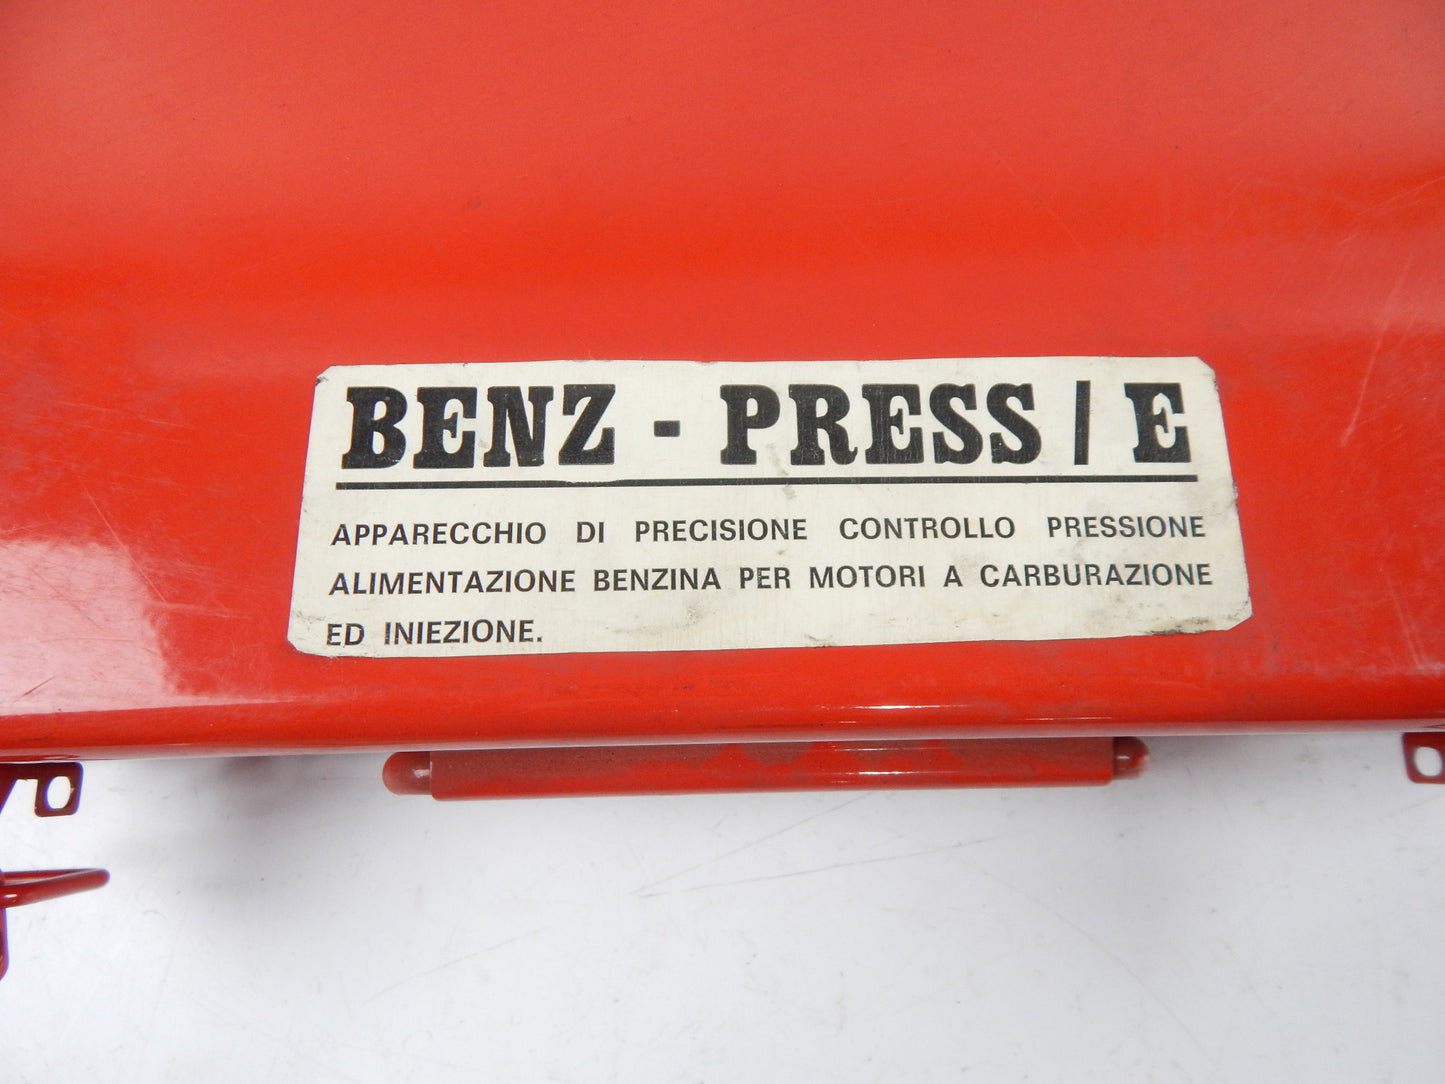 BENZ - PRESS / E
APPARECCHIO DI PRECISIONE CONTROLLO PRESSIONE
ALIMENTAZIONE BENZINA PER MOTORI A CARBURAZIONE
ED INIEZIONE.